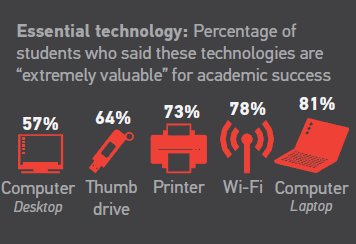 Essential technology: Percentage of
students who said these technologies are
“extremely valuable” for academic success
57%
64%
73%
78%
81%
Computer
Desktop
Thumb
drive
Printer
Wi-Fi
Computer
Laptop